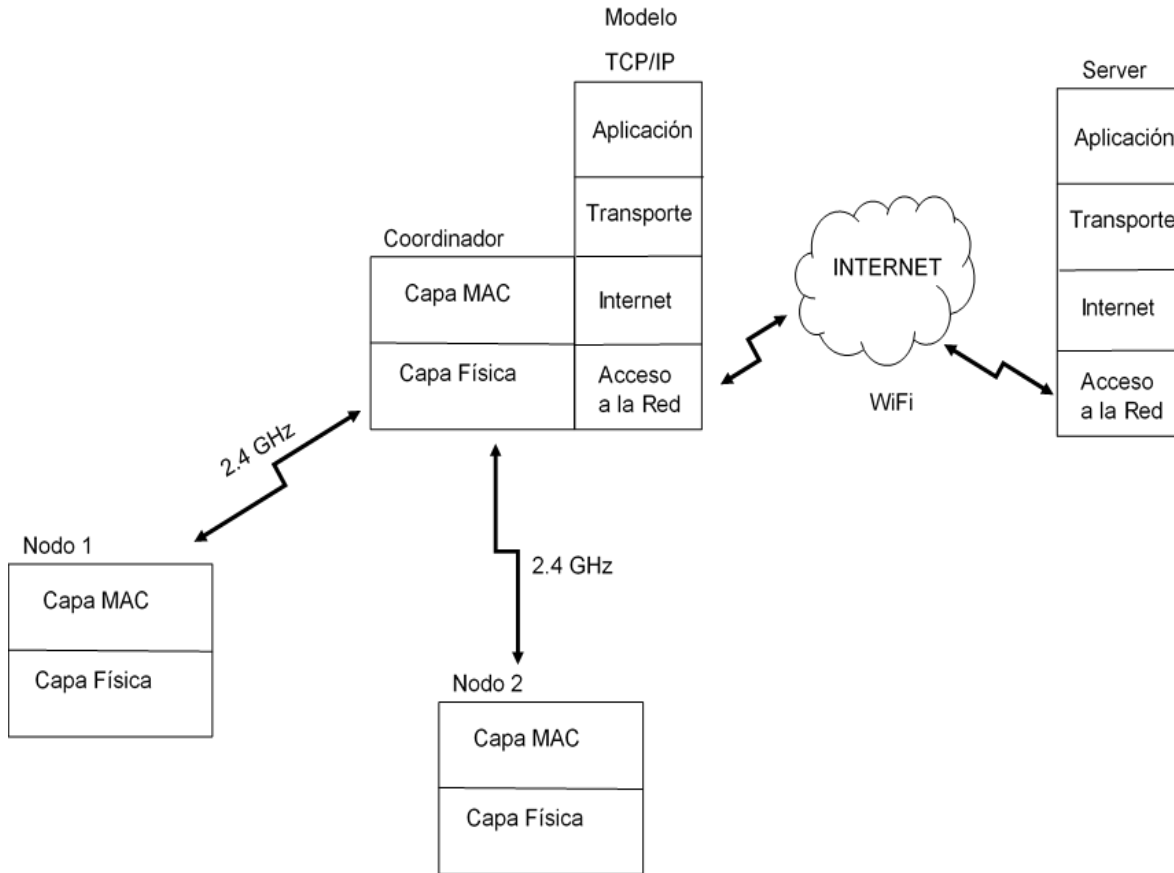 Modelo
TCP/IP
Aplicación
Transporte
Internet
Acceso
a la Red
Coordinador
Capa MAC
Capa Física
INTERNET
WiFi
Server
Aplicación
Transporte
Internet
Acceso
a la Red
2.4 GHz
2.4 GHz
Nodo 1
Capa MAC
Capa Física
Nodo 2
Capa MAC
Capa Física